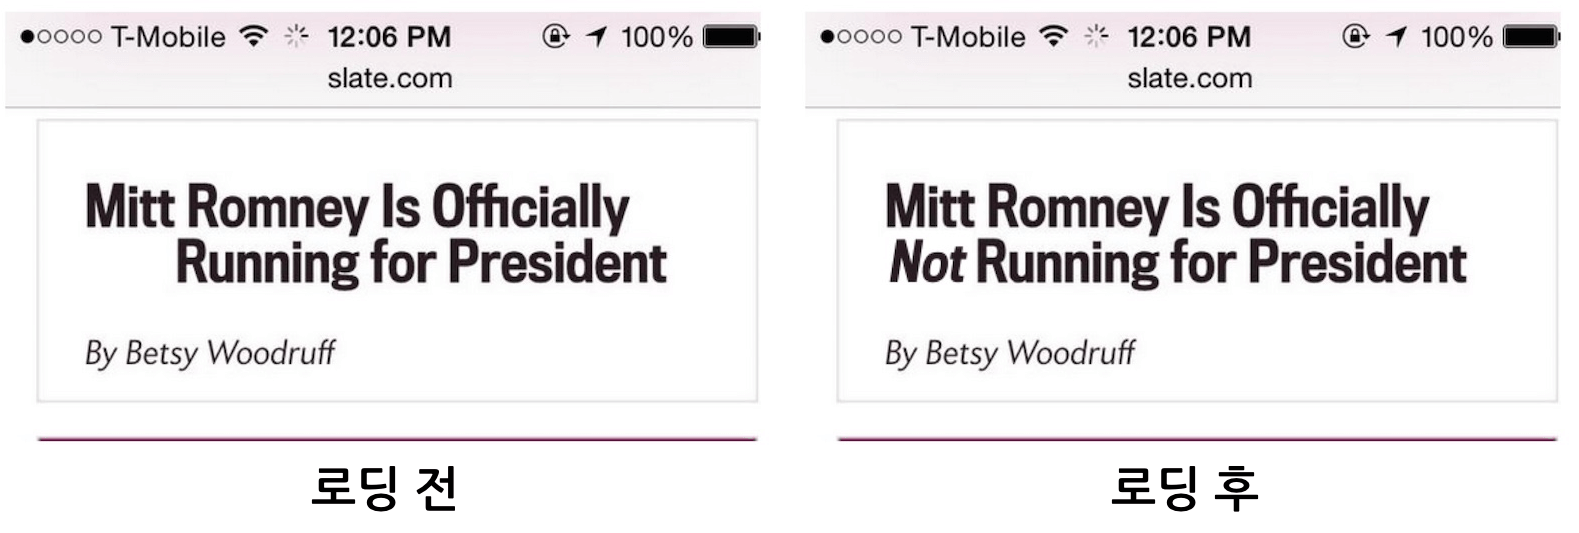 T-Mobile 12:06 PM 100%
slate.com
Mitt Romney Is Officially
Running for President
By Betsy Woodruff
로딩 전
T-Mobile 12:06 PM 100%
slate.com
Mitt Romney Is Officially
Not Running for President
By Betsy Woodruff
로딩 후